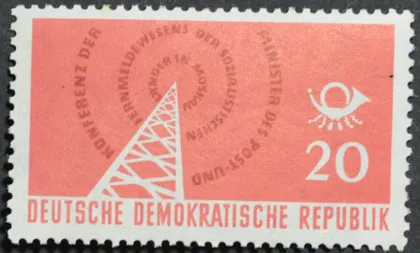 KONFERENZ DER MINISTER DES POST-UND
FERNMELDEWESENS DER SOZIALISTISCHEN
LÄNDER IN MOSKAU
20
DEUTSCHE DEMOKRATISCHE REPUBLIK